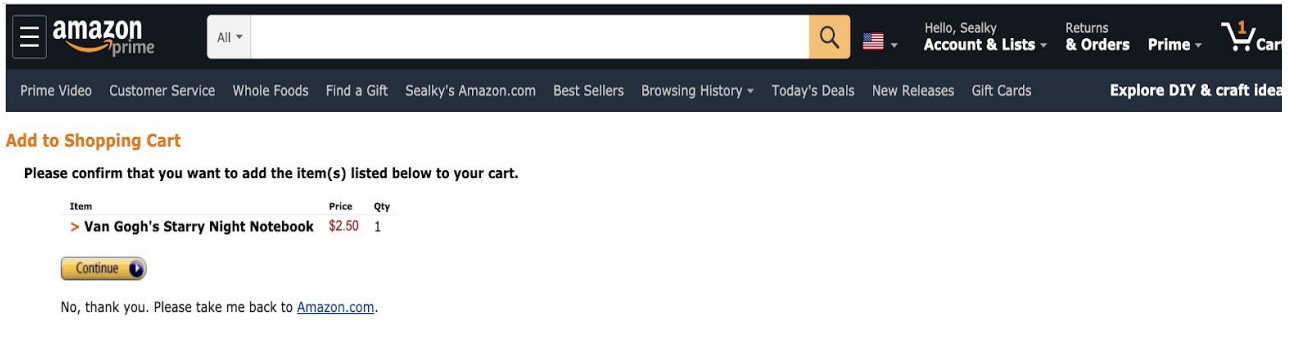 amazon
prime
All
Hello, Sealky
Account & Lists
Returns
& Orders
Prime
1
Cart
Prime Video Customer Service Whole Foods Find a Gift Sealky's Amazon.com Best Sellers Browsing History Today's Deals New Releases Gift Cards Explore DIY & craft idea
Add to Shopping Cart
Please confirm that you want to add the item(s) listed below to your cart.
Item Price Qty
> Van Gogh's Starry Night Notebook $2.50 1
Continue
No, thank you. Please take me back to Amazon.com.